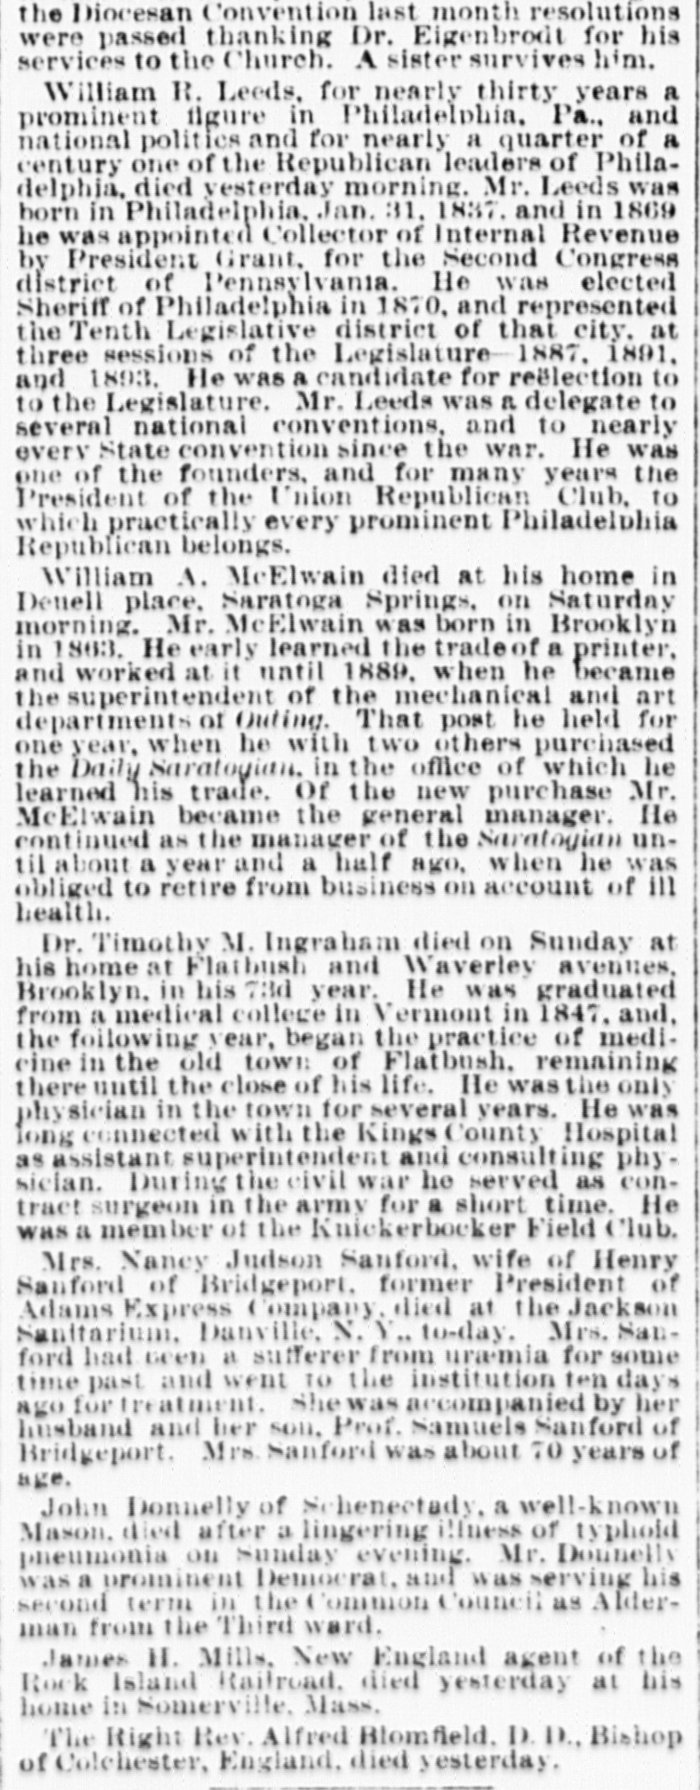 the Diocesan Convention last month resolutions
were passed thanking Dr. Eigenbrodt for his
services to the Church. A sister survives him.
William R. Leeds, for nearly thirty years a
prominent figure in Philadelphia, Pa., and
national politics and for nearly a quarter of a
century one of the Republican leaders of Phila-
delphia, died yesterday morning. Mr. Leeds was
born in Philadelphia, Jan. 31, 1837, and in 1869
he was appointed Collector of Internal Revenue
by President Grant, for the Second Congress
district of Pennsylvania. He was elected
Sheriff of Philadelphia in 1870, and represented
the Tenth Legislative district of that city, at
three sessions of the Legislature—1887, 1891,
and 1893. He was a candidate for reëlection to
to the Legislature. Mr. Leeds was a delegate to
several national conventions, and to nearly
every State convention since the war. He was
one of the founders, and for many years the
President of the Union Republican Club, to
which practically every prominent Philadelphia
Republican belongs.
William A. McElwain died at his home in
Denell place, Saratoga Springs, on Saturday
morning. Mr. McElwain was born in Brooklyn
in 1863. He early learned the trade of a printer,
and worked at it until 1889, when he became
the superintendent of the mechanical and art
departments of Outing. That post he held for
one year, when he with two others purchased
the Daily Saratogian, in the office of which he
learned his trade. Of the new purchase Mr.
McElwain became the general manager. He
continued as the manager of the Saratogian un-
til about a year and a half ago, when he was
obliged to retire from business on account of ill
health.
Dr. Timothy M. Ingraham died on Sunday at
his home at Flatbush and Waverley avenues,
Brooklyn, in his 73d year. He was graduated
from a medical college in Vermont in 1847, and,
the following year, began the practice of medi-
cine in the old town of Flatbush, remaining
there until the close of his life. He was the only
physician in the town for several years. He was
long connected with the Kings County Hospital
as assistant superintendent and consulting phy-
sician. During the civil war he served as con-
tract surgeon in the army for a short time. He
was a member of the Knickerbocker Field Club.
Mrs. Nancy Judson Sanford, wife of Henry
Sanford of Bridgeport, former President of
Adams Express Company, died at the Jackson
Sanitarium, Danville, N. Y., to-day. Mrs. San-
ford had been a sufferer from uræmia for some
time past and went to the institution ten days
ago for treatment. She was accompanied by her
husband and her son, Prof. Samuels Sanford of
Bridgeport. Mrs. Sanford was about 70 years of
age.
John Donnelly of Schenectady, a well-known
Mason, died after a lingering illness of typhoid
pneumonia on Sunday evening. Mr. Donnelly
was a prominent Democrat, and was serving his
second term in the Common Council as Alder-
man from the Third ward.
James H. Mills, New England agent of the
Rock Island Railroad, died yesterday at his
home in Somerville, Mass.
The Right Rev. Alfred Blomfield, D. D., Bishop
of Colchester, England, died yesterday.